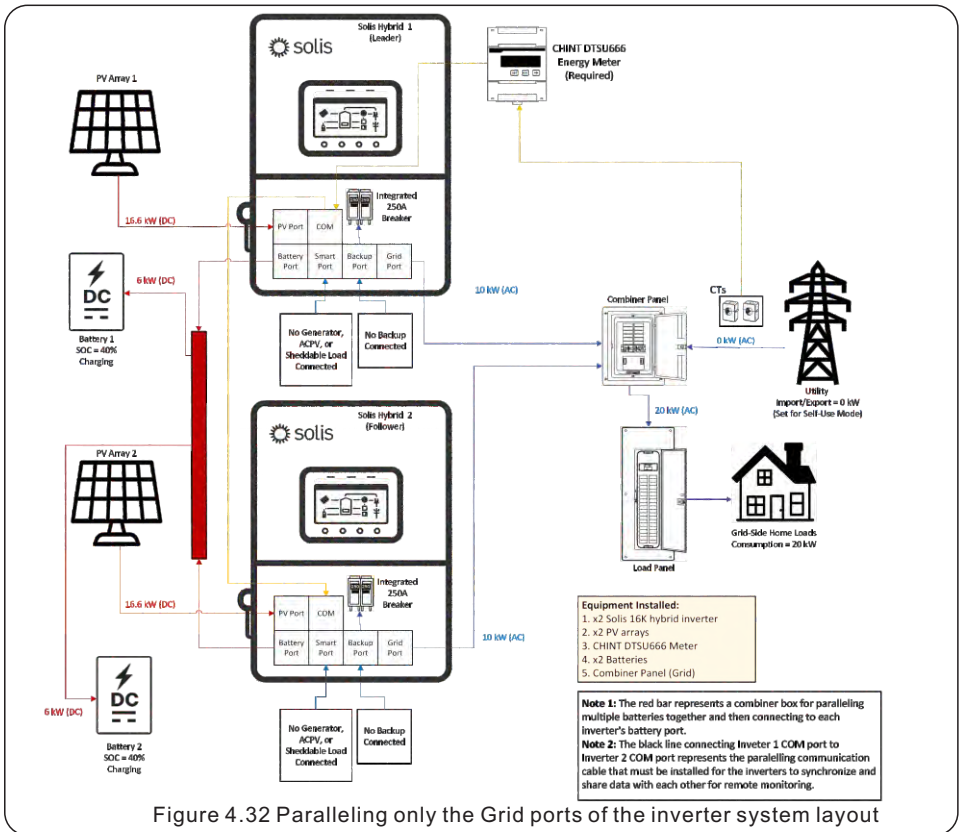 Solis Hybrid 1
(Leader)
solis
CHINT DTSU666
Energy Meter
(Required)
PV Array 1
16.6 kW (DC)
Integrated
250A
Breaker
PV Port
COM
Battery
Port
Smart
Port
Backup
Port
Grid
Port
6 kW (DC)
DC
Battery 1
SOC = 40%
Charging
No Generator,
ACPV, or
Sheddable Load
Connected
No Backup
Connected
10 kW (AC)
Combiner Panel
CTs
0 kW (AC)
Utility
Import/Export = 0 kW
(Set for Self-Use Mode)
20 kW (AC)
Load Panel
Grid-Side Home Loads
Consumption = 20 kW
Solis Hybrid 2
(Follower)
solis
PV Array 2
16.6 kW (DC)
Integrated
250A
Breaker
PV Port
COM
Battery
Port
Smart
Port
Backup
Port
Grid
Port
10 kW (AC)
6 kW (DC)
DC
Battery 2
SOC = 40%
Charging
No Generator,
ACPV, or
Sheddable Load
Connected
No Backup
Connected
Equipment Installed:
1. x2 Solis 16K hybrid inverter
2. x2 PV arrays
3. CHINT DTSU666 Meter
4. x2 Batteries
5. Combiner Panel (Grid)
Note 1: The red bar represents a combiner box for paralleling
multiple batteries together and then connecting to each
inverter's battery port.
Note 2: The black line connecting Inveter 1 COM port to
Inverter 2 COM port represents the paralelling communication
cable that must be installed for the inverters to synchronize and
share data with each other for remote monitoring.
Figure 4.32 Paralleling only the Grid ports of the inverter system layout